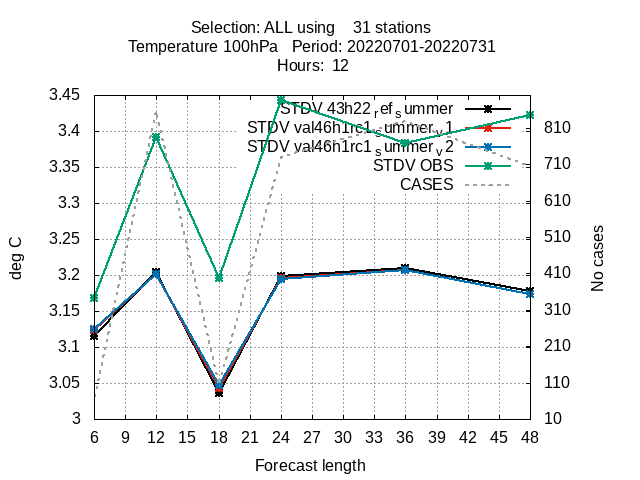 Selection: ALL using 31 stations
Temperature 100hPa Period: 20220701-20220731
Hours: 12
3.45
3.4
3.35
3.3
3.25
3.2
3.15
3.1
3.05
3
deg C
STDV 43h22_ref_summer
STDV val46h1rc1_summer_1
STDV val46h1rc1_summer_v2
STDV OBS
CASES
810
710
610
510
410
310
210
110
10
No cases
6 9 12 15 18 21 24 27 30 33 36 39 42 45 48
Forecast length